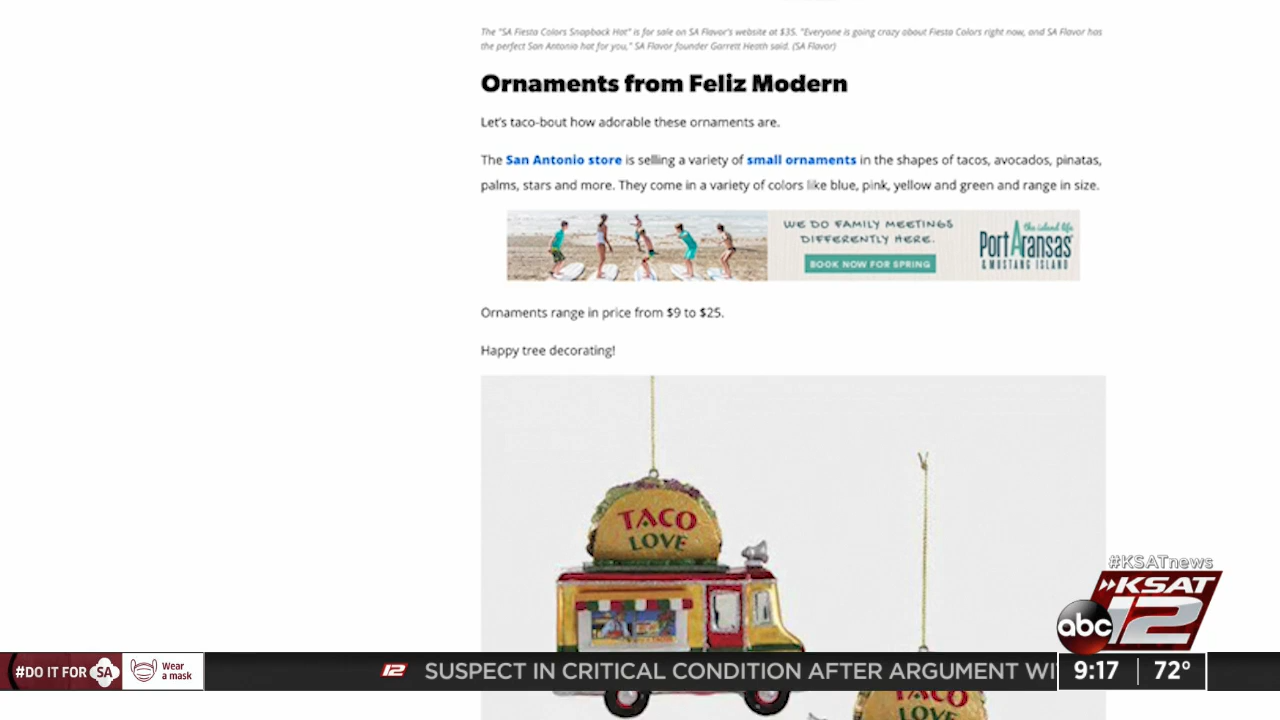 The "SA Fiesta Colors Snapback Hat" is for sale on SA Flavor's website at $35. "Everyone is going crazy about Fiesta Colors right now, and SA Flavor has
the perfect San Antonio hat for you," SA Flavor founder Garrett Heath said. (SA Flavor)
Ornaments from Feliz Modern
Let's taco-bout how adorable these ornaments are.
The San Antonio store is selling a variety of small ornaments in the shapes of tacos, avocados, pinatas,
palms, stars and more. They come in a variety of colors like blue, pink, yellow and green and range in size.
WE DO FAMILY MEETINGS
DIFFERENTLY HERE.
BOOK NOW FOR SPRING
the island life
Port Aransas
& MUSTANG ISLAND
Ornaments range in price from $9 to $25.
Happy tree decorating!
TACO
LOVE
TACO
LOVE
#KSATnews
KSAT
abc 12
#DO IT FOR SA
Wear
a mask
12 SUSPECT IN CRITICAL CONDITION AFTER ARGUMENT WI
9:17 72°